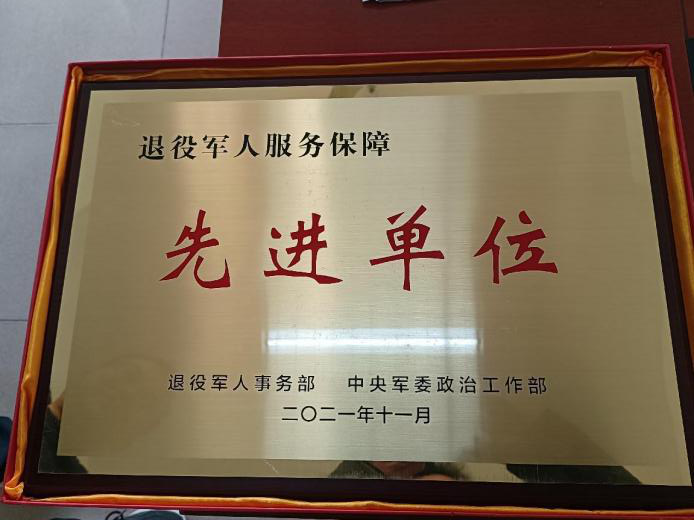 退役军人服务保障
先进单位
退役军人事务部 中央军委政治工作部
二〇二一年十一月